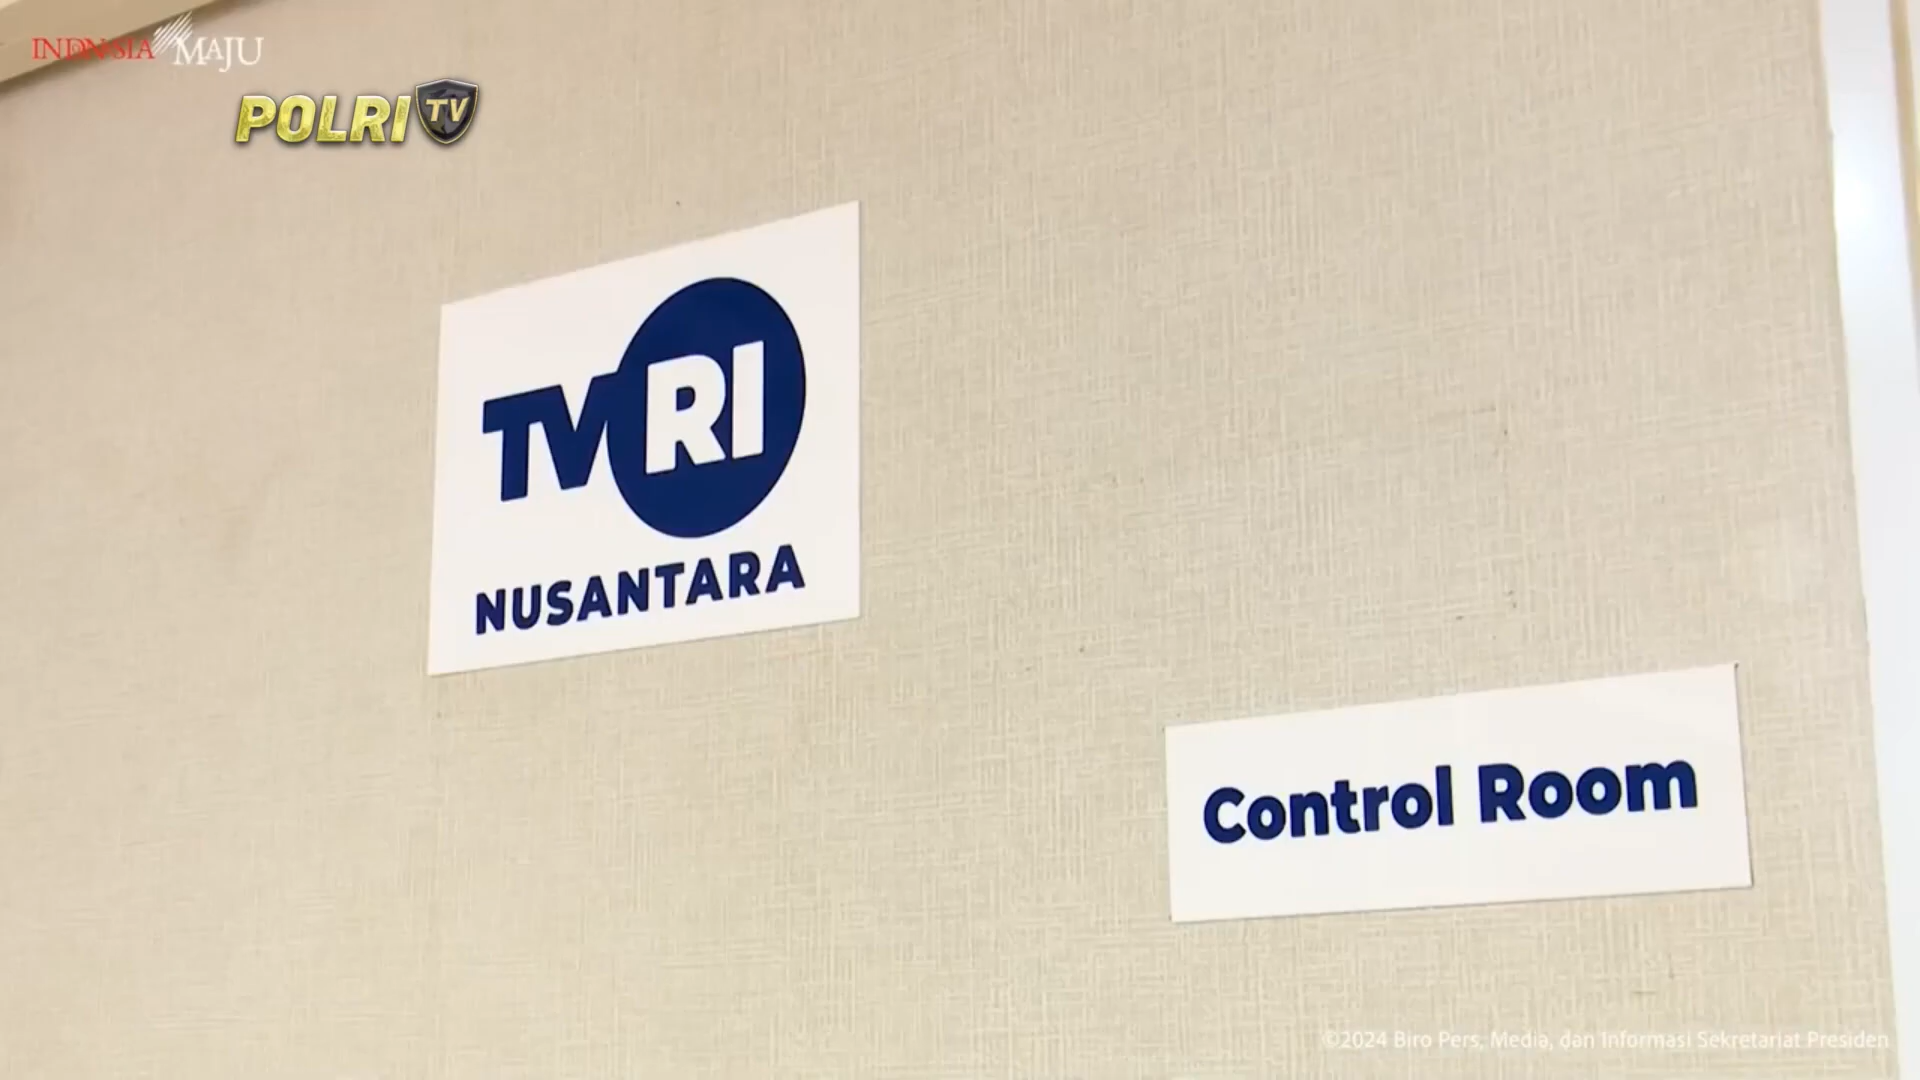 INDONESIA MAJU
POLRI TV
TVRI
NUSANTARA
Control Room
©2024 Biro Pers, Media, dan Informasi Sekretariat Presiden